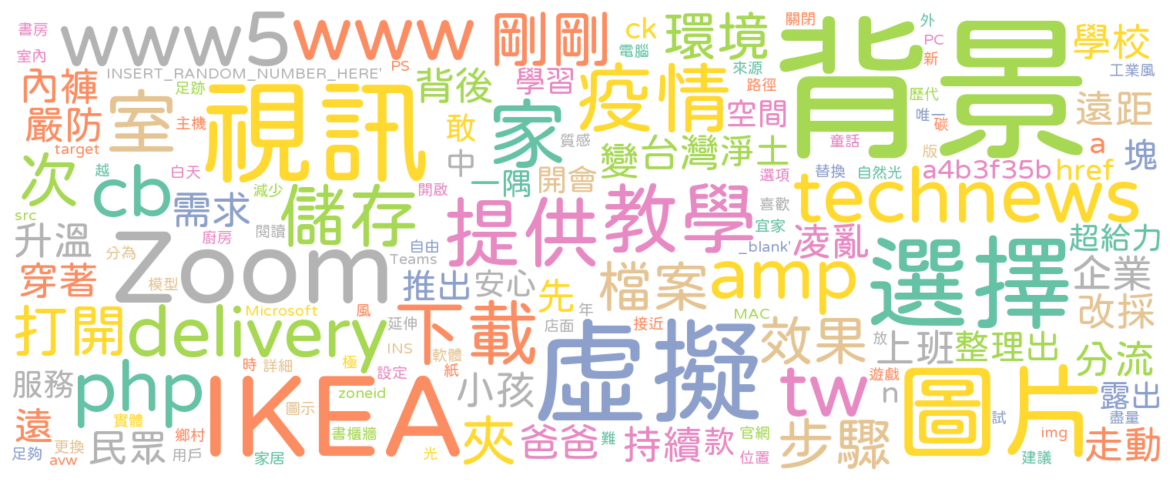 書房
www5
www
剛剛
ck
環境
關閉
外
背景
學校
室內
PC
電腦
新
工業風
INSERT_RANDOM_NUMBER_HERE'
PS
來源
內褲
足跡
背後
學習
疫情
路徑
歷代
遠距
嚴防
室
視訊
敢
家
空間
唯一
碳
主機
質感
童話
a
塊
target
中
變
台灣淨土
版
次
越
白天
一隅
開會
選項
替換
自然光
a4b3f35b
href
cb
減少
開啟
technews
src
需求
儲存
提供
教學
喜歡
宜家
升溫
廚房
閱讀
_blank'
凌亂
超給力
分為
Zoom
自由
Teams
選擇
穿著
模型
推出
安心
先
檔案
amp
企業
Microsoft
風
年
MAC
改採
打開
delivery
延伸
下載
店面
接近
虛擬
效果
放
上班
整理出
分流
INS
時
詳細
極
軟體
紙
服務
php
IKEA
設定
小孩
tw
遊戲
圖片
n
露出
zoneid
圖示
實體
試
盡量
遠
鄉村
書櫃牆
夾
爸爸
難
持續
款
官網
步驟
img
走動
更換
民眾
足夠
avw
用戶
家居
光
位置
建議